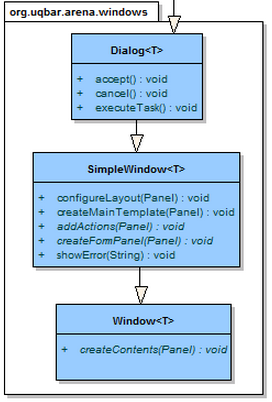 org.uqbar.arena.windows
Dialog<T>
+ accept() : void
+ cancel() : void
+ executeTask() : void
SimpleWindow<T>
+ configureLayout(Panel) : void
+ createMainTemplate(Panel) : void
+ addActions(Panel) : void
+ createFormPanel(Panel) : void
+ showError(String) : void
Window<T>
+ createContents(Panel) : void